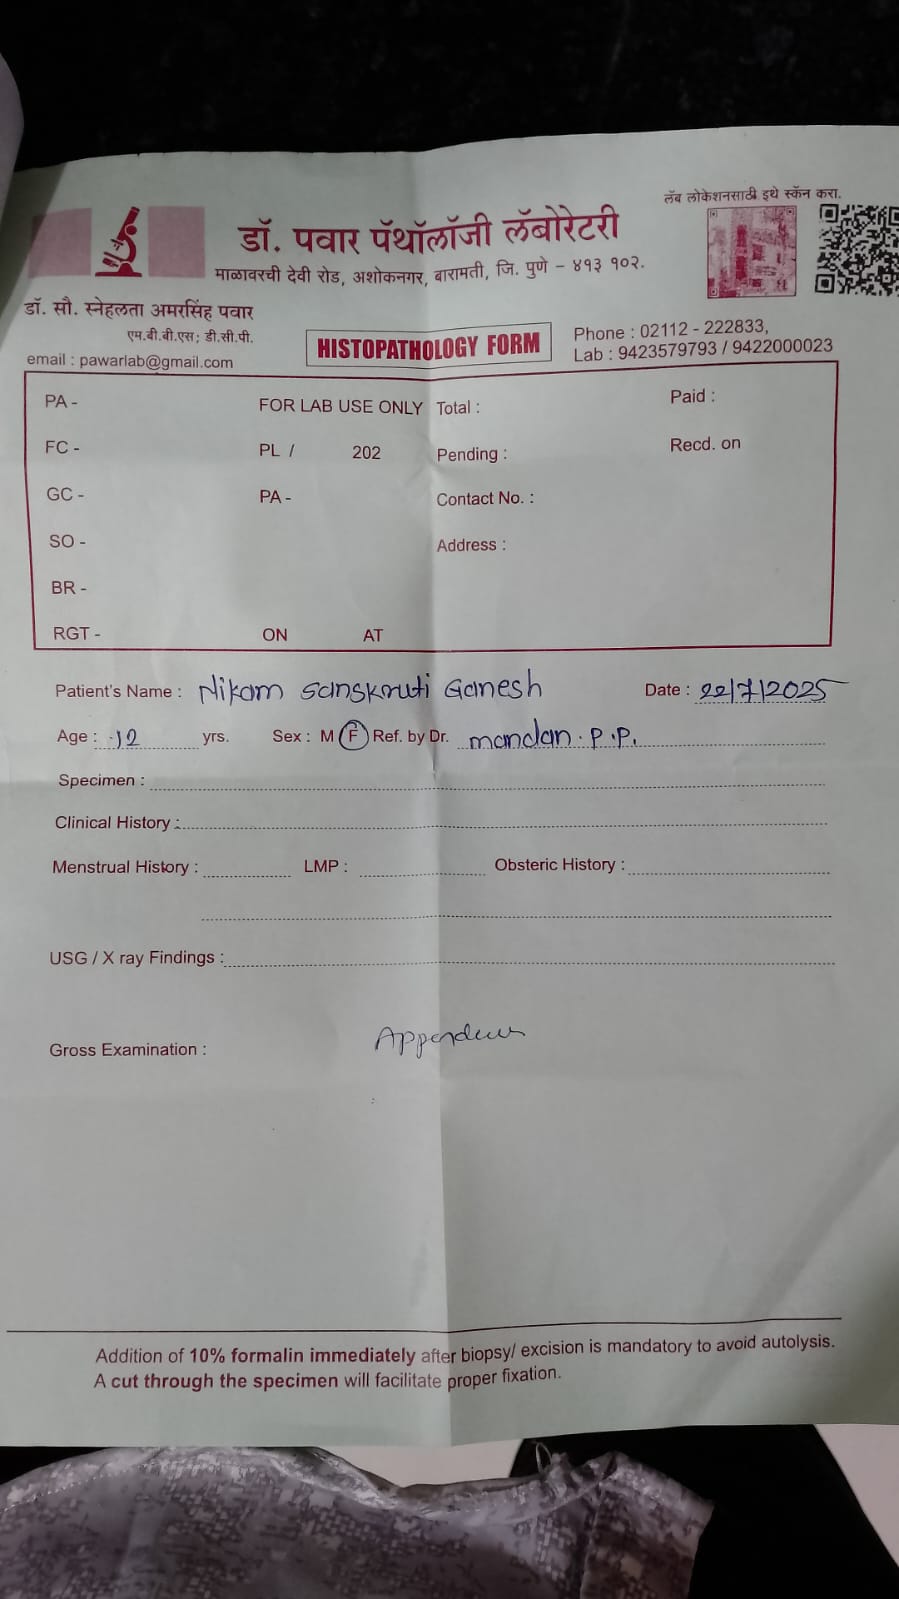 लॅब लोकेशनसाठी इथे स्कॅन करा.
डॉ. पवार पॅथॉलॉजी लॅबोरेटरी
माळावरची देवी रोड, अशोकनगर, बारामती, जि. पुणे - ४१३ १०२.
डॉ. सौ. स्नेहलता अमरसिंह पवार
एम.बी.बी.एस; डी.सी.पी.
email : pawarlab@gmail.com
HISTOPATHOLOGY FORM
Phone : 02112 - 222833,
Lab : 9423579793 / 9422000023
PA - FOR LAB USE ONLY Total : Paid :
FC - PL / 202 Pending : Recd. on
GC - PA - Contact No. :
SO - Address :
BR -
RGT - ON AT
Patient's Name : Nikam Sanskruti Ganesh Date : 22/7/2025
Age : 12 yrs. Sex : M F Ref. by Dr. mandan. P.P.
Specimen :
Clinical History :
Menstrual History : LMP : Obsteric History :
USG / X ray Findings :
Gross Examination :
Addition of 10% formalin immediately after biopsy/ excision is mandatory to avoid autolysis.
A cut through the specimen will facilitate proper fixation.